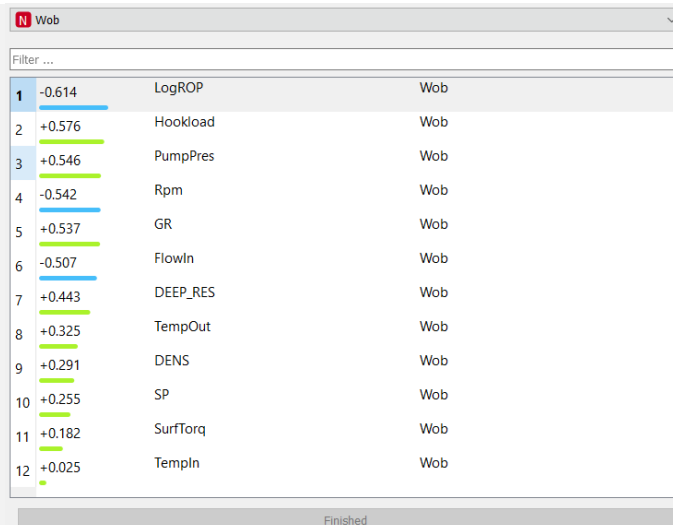 N Wob
Filter ...
1 -0.614 LogROP Wob
2 +0.576 Hookload Wob
3 +0.546 PumpPres Wob
4 -0.542 Rpm Wob
5 +0.537 GR Wob
6 -0.507 FlowIn Wob
7 +0.443 DEEP_RES Wob
8 +0.325 TempOut Wob
9 +0.291 DENS Wob
10 +0.255 SP Wob
11 +0.182 SurfTorq Wob
12 +0.025 TempIn Wob
Finished